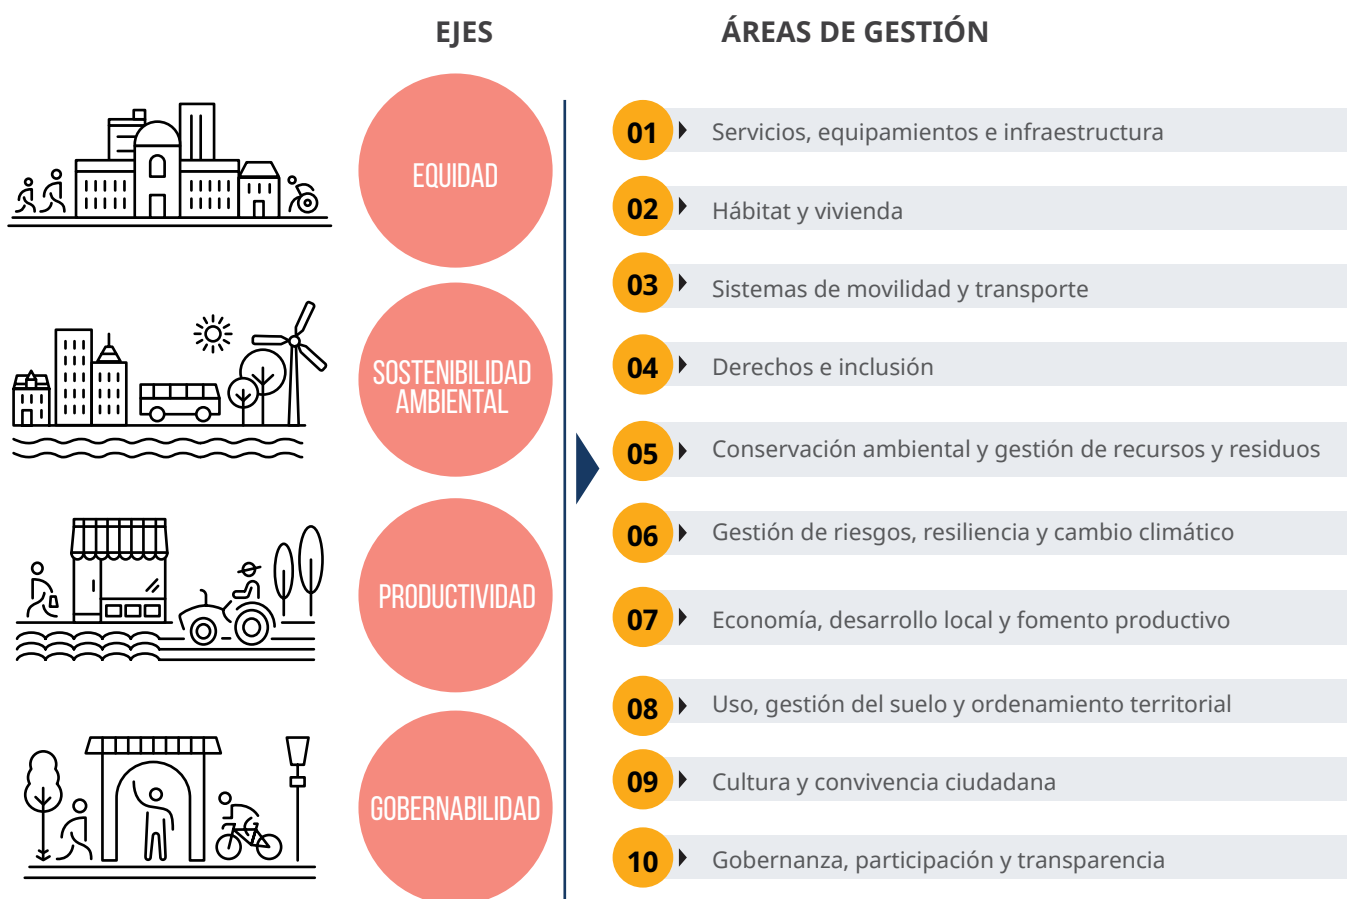 EJES
ÁREAS DE GESTIÓN
EQUIDAD
SOSTENIBILIDAD
AMBIENTAL
PRODUCTIVIDAD
GOBERNABILIDAD
01 Servicios, equipamientos e infraestructura
02 Hábitat y vivienda
03 Sistemas de movilidad y transporte
04 Derechos e inclusión
05 Conservación ambiental y gestión de recursos y residuos
06 Gestión de riesgos, resiliencia y cambio climático
07 Economía, desarrollo local y fomento productivo
08 Uso, gestión del suelo y ordenamiento territorial
09 Cultura y convivencia ciudadana
10 Gobernanza, participación y transparencia